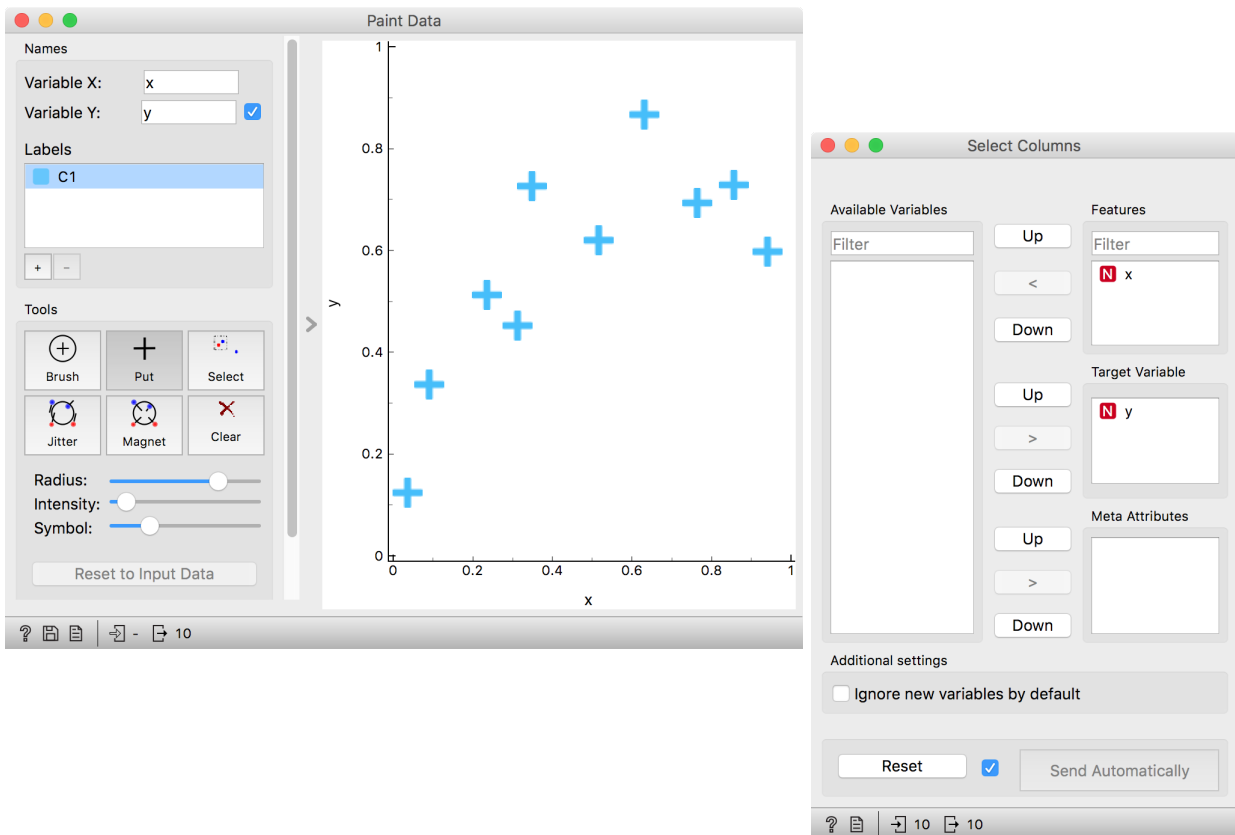 Paint Data
Names
Variable X: x
Variable Y: y
Labels
C1
+ -
Tools
Brush Put Select
Jitter Magnet Clear
Radius:
Intensity:
Symbol:
Reset to Input Data
? - 10
1
0.8
0.6
0.4
0.2
0
y
0 0.2 0.4 0.6 0.8 1
x
Select Columns
Available Variables
Filter
Up
<
Down
Features
Filter
N x
Up
>
Down
Target Variable
N y
Up
>
Down
Meta Attributes
Additional settings
Ignore new variables by default
Reset
Send Automatically
? 10 10